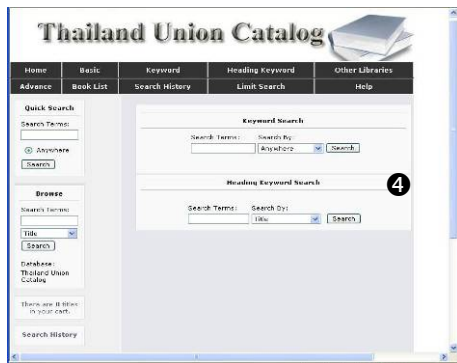 Thailand Union Catalog
Home Basic Keyword Heading Keyword Other Libraries
Advance Book List Search History Limit Search Help
Quick Search
Search Terms:
Anywhere
Search
Browse
Search Terms:
Title
Search
Database:
Thailand Union
Catalog
There are 0 titles
in your cart.
Search History
Keyword Search
Search Terms: Search By:
Anywhere Search
Heading Keyword Search
4
Search Terms: Search By:
Title Search